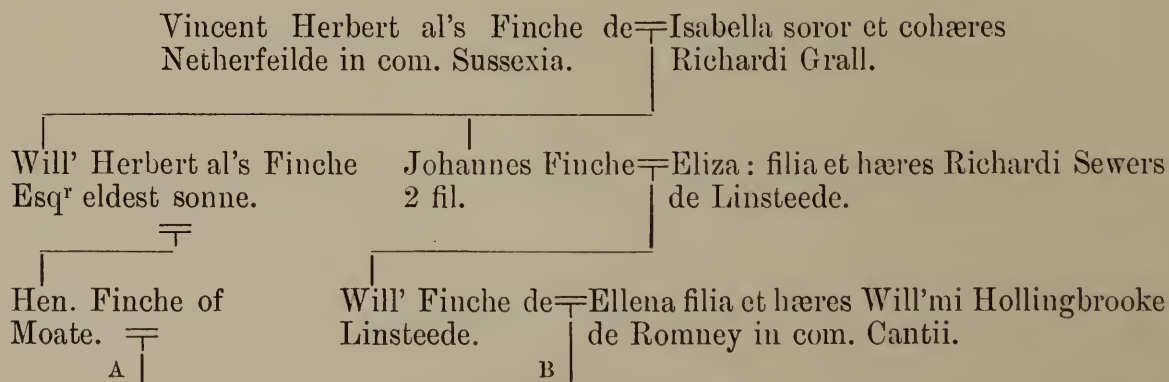 Vincent Herbert al's Finche de Isabella soror et cohæres
Netherfeilde in com. Sussexia. Richardi Grall.
Will' Herbert al's Finche Johannes Finche Eliza: filia et hæres Richardi Sewers
Esqʳ eldest sonne. 2 fil. de Linsteede.
Hen. Finche of Will' Finche de Ellena filia et hæres Will'mi Hollingbrooke
Moate. Linsteede. de Romney in com. Cantii.
A B